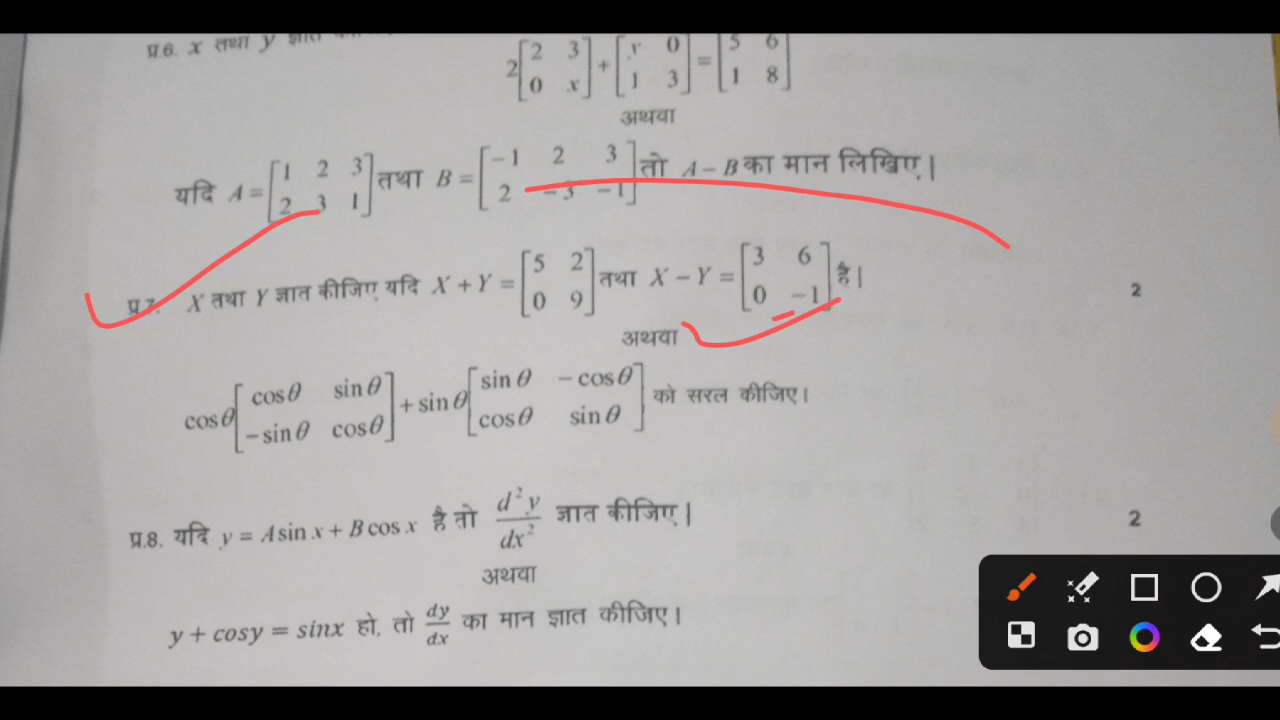 प्र.6. x तथा y ज्ञात
2[2 3; 0 x] + [y 0; 1 3] = [5 6; 1 8]
अथवा
यदि A = [1 2 3; 2 3 1] तथा B = [-1 2 3; 2 -3 -1] तो A - B का मान लिखिए।
प्र.7. X तथा Y ज्ञात कीजिए यदि X + Y = [5 2; 0 9] तथा X - Y = [3 6; 0 -1] है। 2
अथवा
cosθ[cosθ sinθ; -sinθ cosθ] + sinθ[sinθ -cosθ; cosθ sinθ] को सरल कीजिए।
प्र.8. यदि y = A sin x + B cos x है तो d²y/dx² ज्ञात कीजिए। 2
अथवा
y + cosy = sinx हो, तो dy/dx का मान ज्ञात कीजिए।